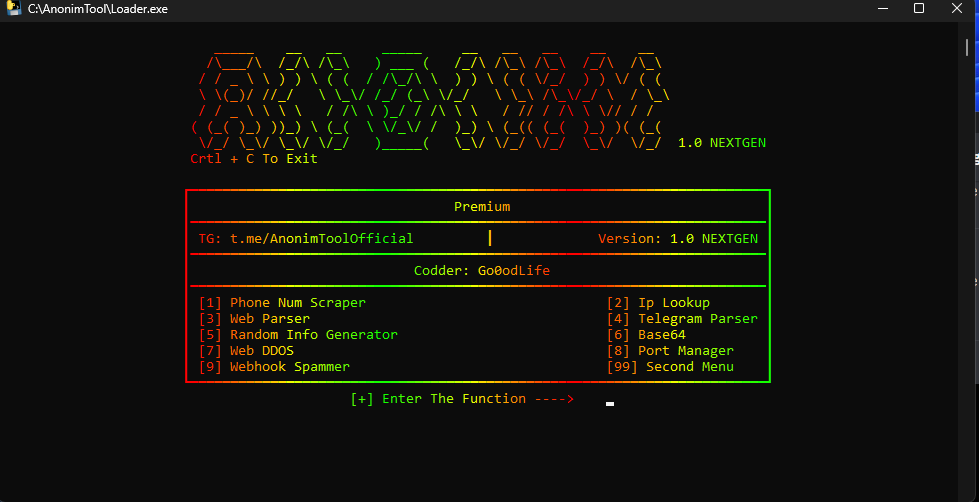 C:\AnonimTool\Loader.exe
1.0 NEXTGEN
Crtl + C To Exit
Premium
TG: t.me/AnonimToolOfficial | Version: 1.0 NEXTGEN
Codder: Go0odLife
[1] Phone Num Scraper [2] Ip Lookup
[3] Web Parser [4] Telegram Parser
[5] Random Info Generator [6] Base64
[7] Web DDOS [8] Port Manager
[9] Webhook Spammer [99] Second Menu
[+] Enter The Function ---->